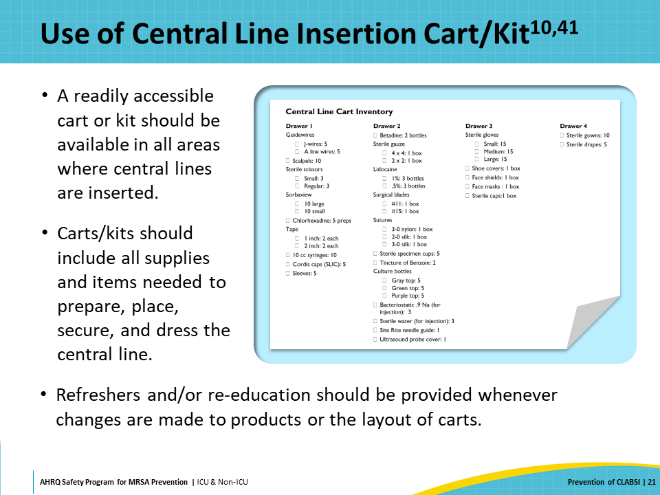 Use of Central Line Insertion Cart/Kit10,41
• A readily accessible
cart or kit should be
available in all areas
where central lines
are inserted.
• Carts/kits should
include all supplies
and items needed to
prepare, place,
secure, and dress the
central line.
Central Line Cart Inventory
Drawer 1
Guidewires
□ J-wires: 5
□ A line wires: 5
□ Scalpels: 10
Sterile scissors
□ Small: 3
□ Regular: 3
Sorbaview
□ 10 large
□ 10 small
□ Chlorhexadine: 5 preps
Tape
□ 1 inch: 2 each
□ 2 inch: 2 each
□ 10 cc syringes: 10
□ Cordis caps (SLIC): 5
□ Sleeves: 5
Drawer 2
□ Betadine: 2 bottles
Sterile gauze
□ 4 x 4: 1 box
□ 2 x 2: 1 box
Lidocaine
□ 1%: 3 bottles
□ .5%: 3 bottles
Surgical blades
□ #11: 1 box
□ #15: 1 box
Sutures
□ 3-0 nylon: 1 box
□ 2-0 silk: 1 box
□ 3-0 silk: 1 box
□ Sterile specimen cups: 5
□ Tincture of Benzoie: 2
Culture bottles
□ Gray top: 5
□ Green top: 5
□ Purple top: 5
□ Bacteriostatic .9 Na (for
injection): 3
□ Sterile water (for injection): 3
□ Site Rite needle guide: 1
□ Ultrasound probe cover: 1
Drawer 3
Sterile gloves
□ Small: 15
□ Medium: 15
□ Large: 15
□ Shoe covers: 1 box
□ Face shields: 1 box
□ Face masks : 1 box
□ Sterile caps:1 box
Drawer 4
□ Sterile gowns: 10
□ Sterile drapes: 5
• Refreshers and/or re-education should be provided whenever
changes are made to products or the layout of carts.
AHRQ Safety Program for MRSA Prevention | ICU & Non-ICU
Prevention of CLABSI | 21